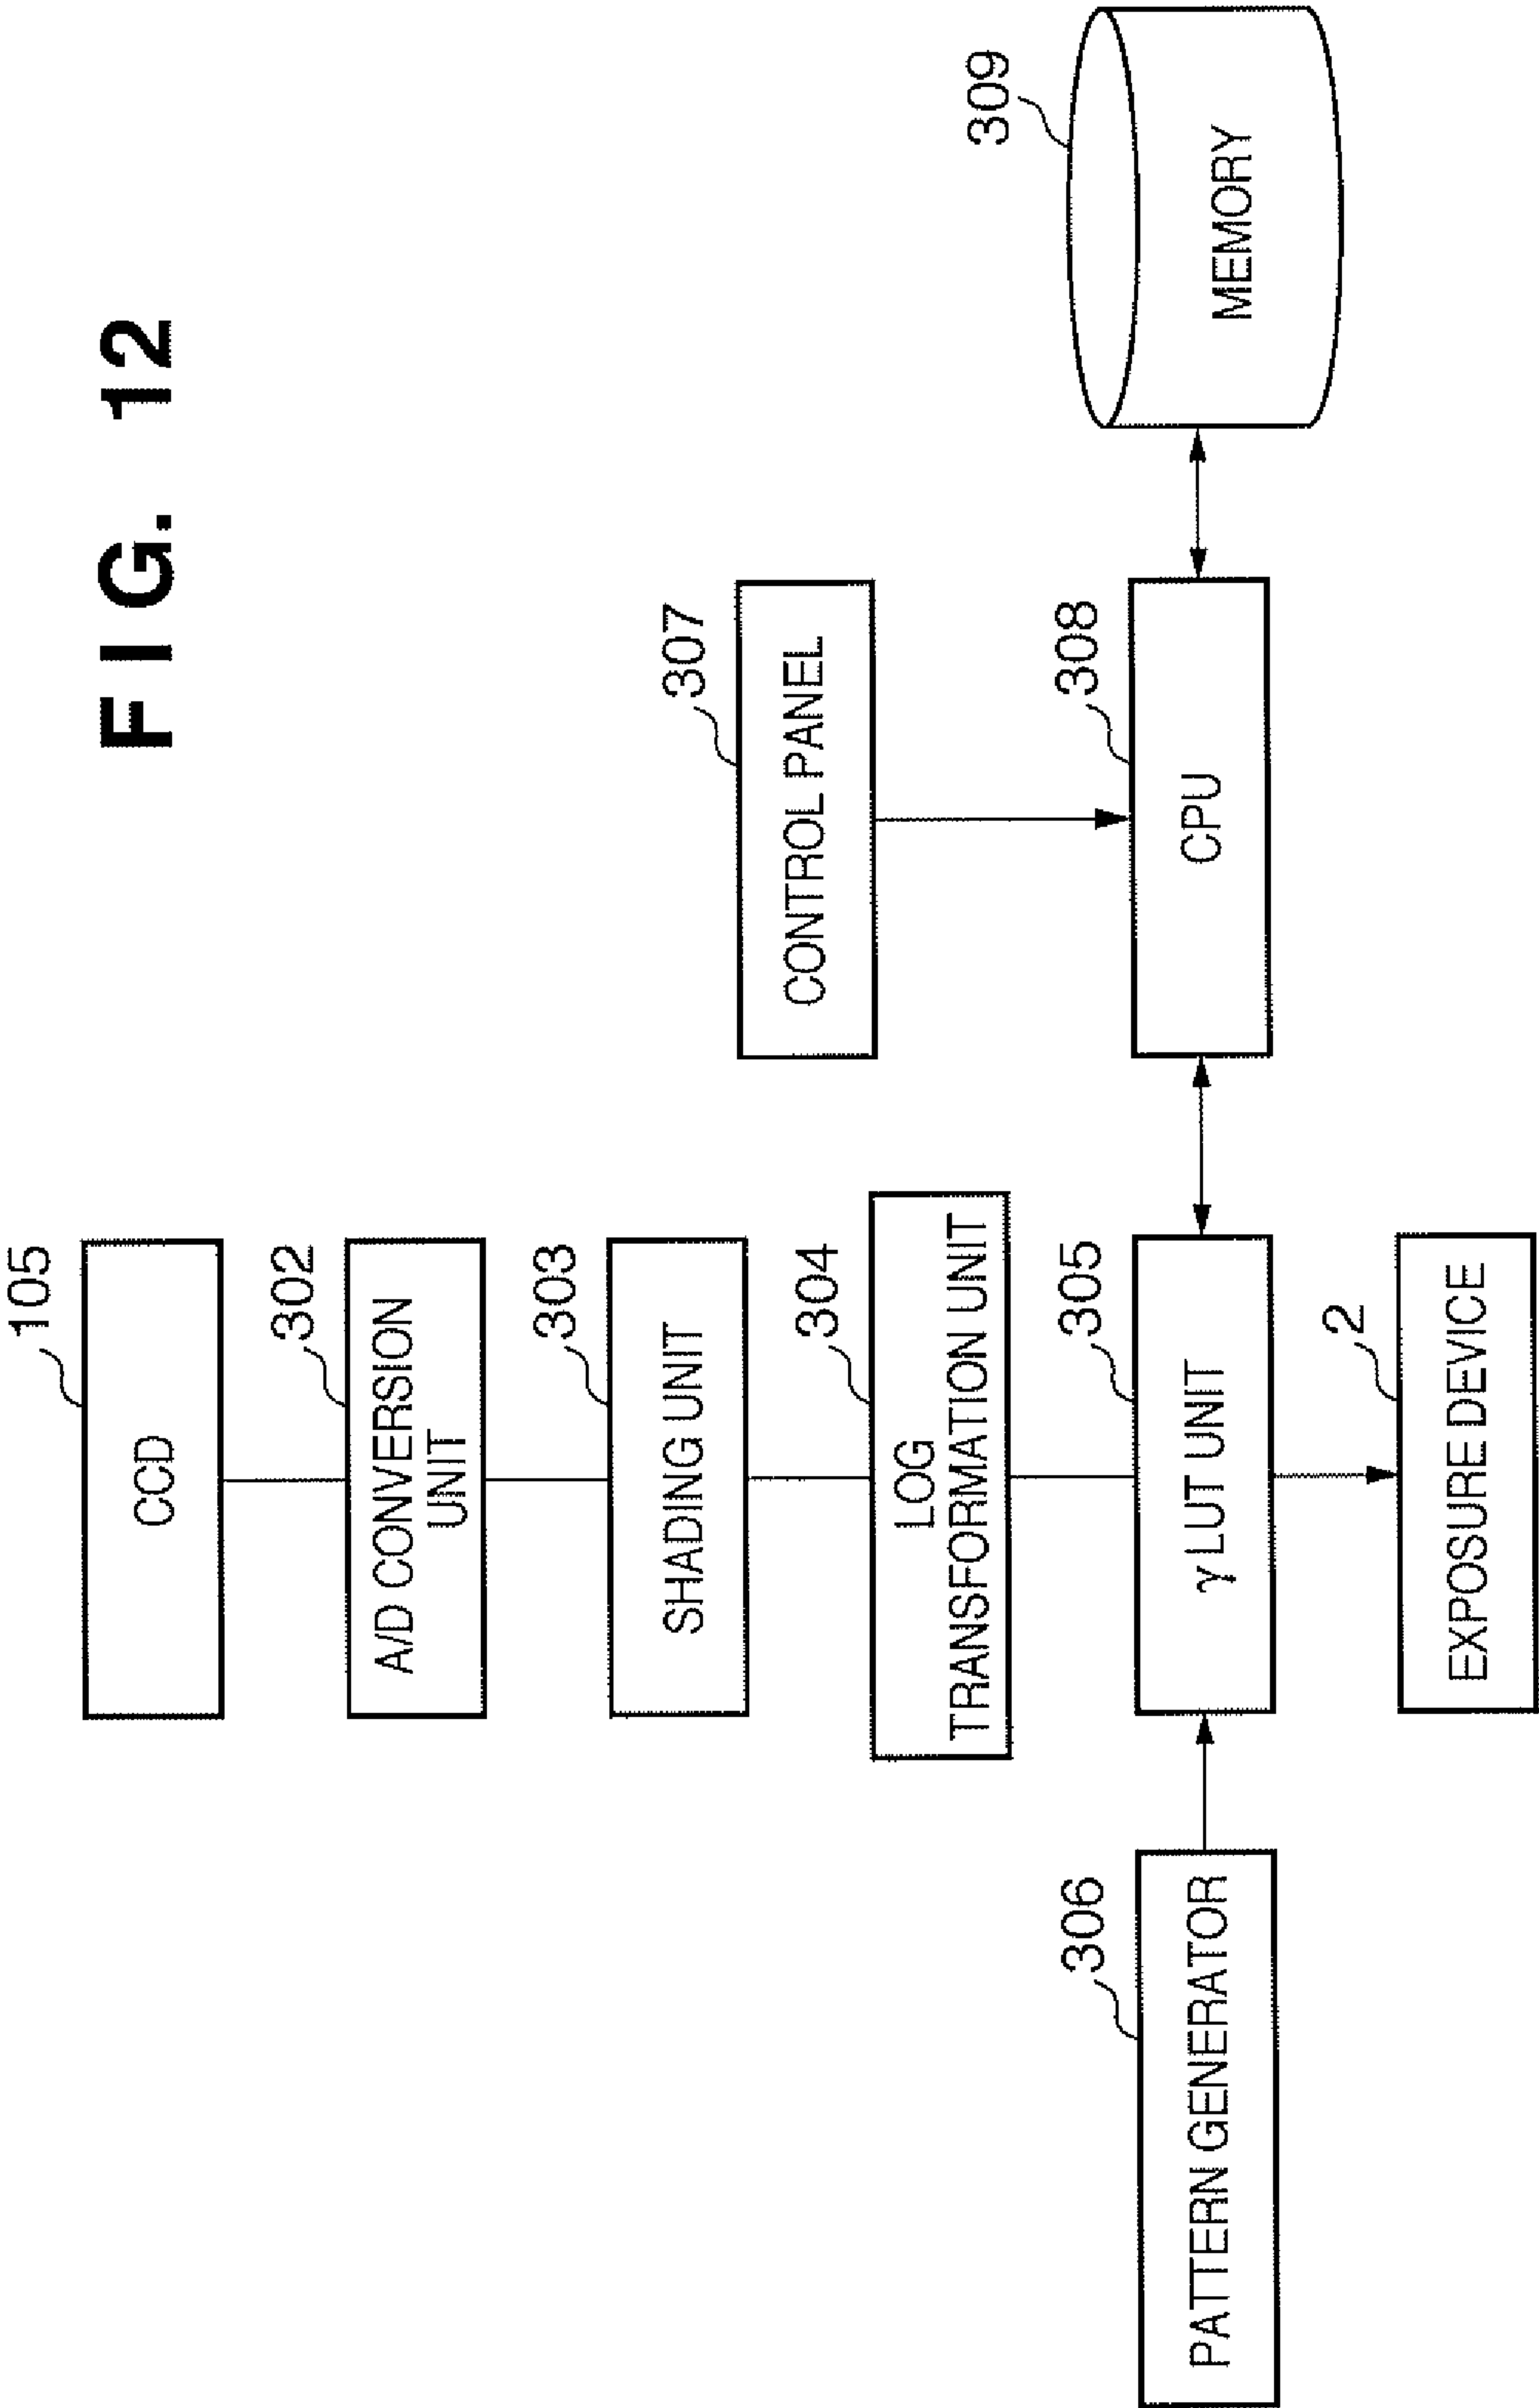 FIG. 12
105
CCD
302
A/D CONVERSION
UNIT
303
SHADING UNIT
304
LOG
TRANSFORMATION UNIT
306
PATTERN GENERATOR
305
γ LUT UNIT
307
CONTROL PANEL
308
CPU
309
MEMORY
2
EXPOSURE DEVICE